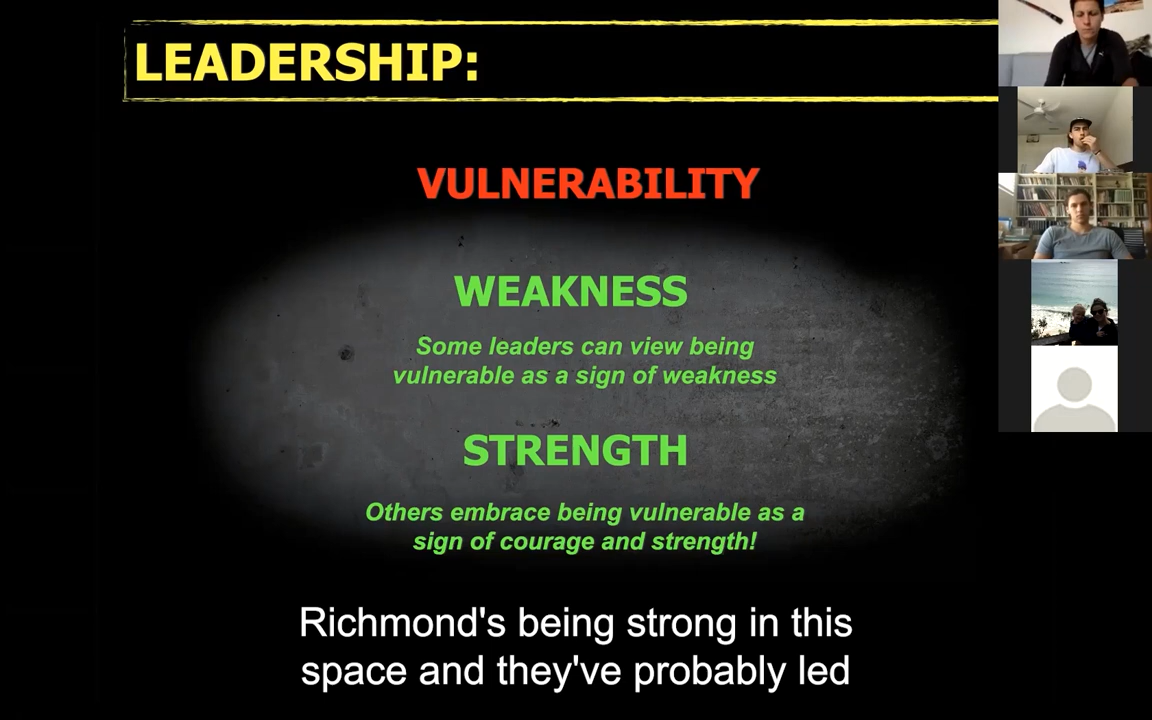 LEADERSHIP:
VULNERABILITY
WEAKNESS
Some leaders can view being
vulnerable as a sign of weakness
STRENGTH
Others embrace being vulnerable as a
sign of courage and strength!
Richmond's being strong in this
space and they've probably led